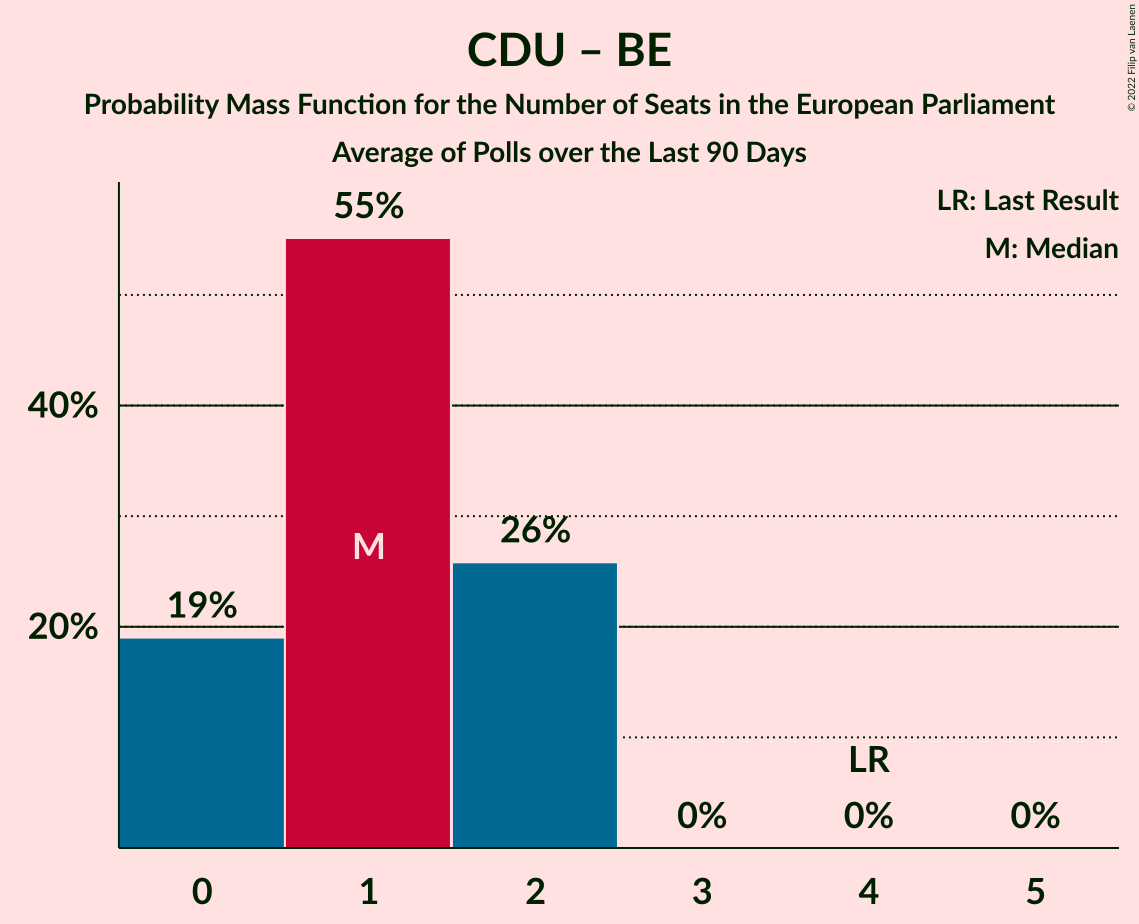 CDU – BE
Probability Mass Function for the Number of Seats in the European Parliament
Average of Polls over the Last 90 Days
© 2022 Filip van Laenen
LR: Last Result
M: Median
55%
40%
M
26%
19%
20%
LR
0%
0%
0%
0
1
2
3
4
5